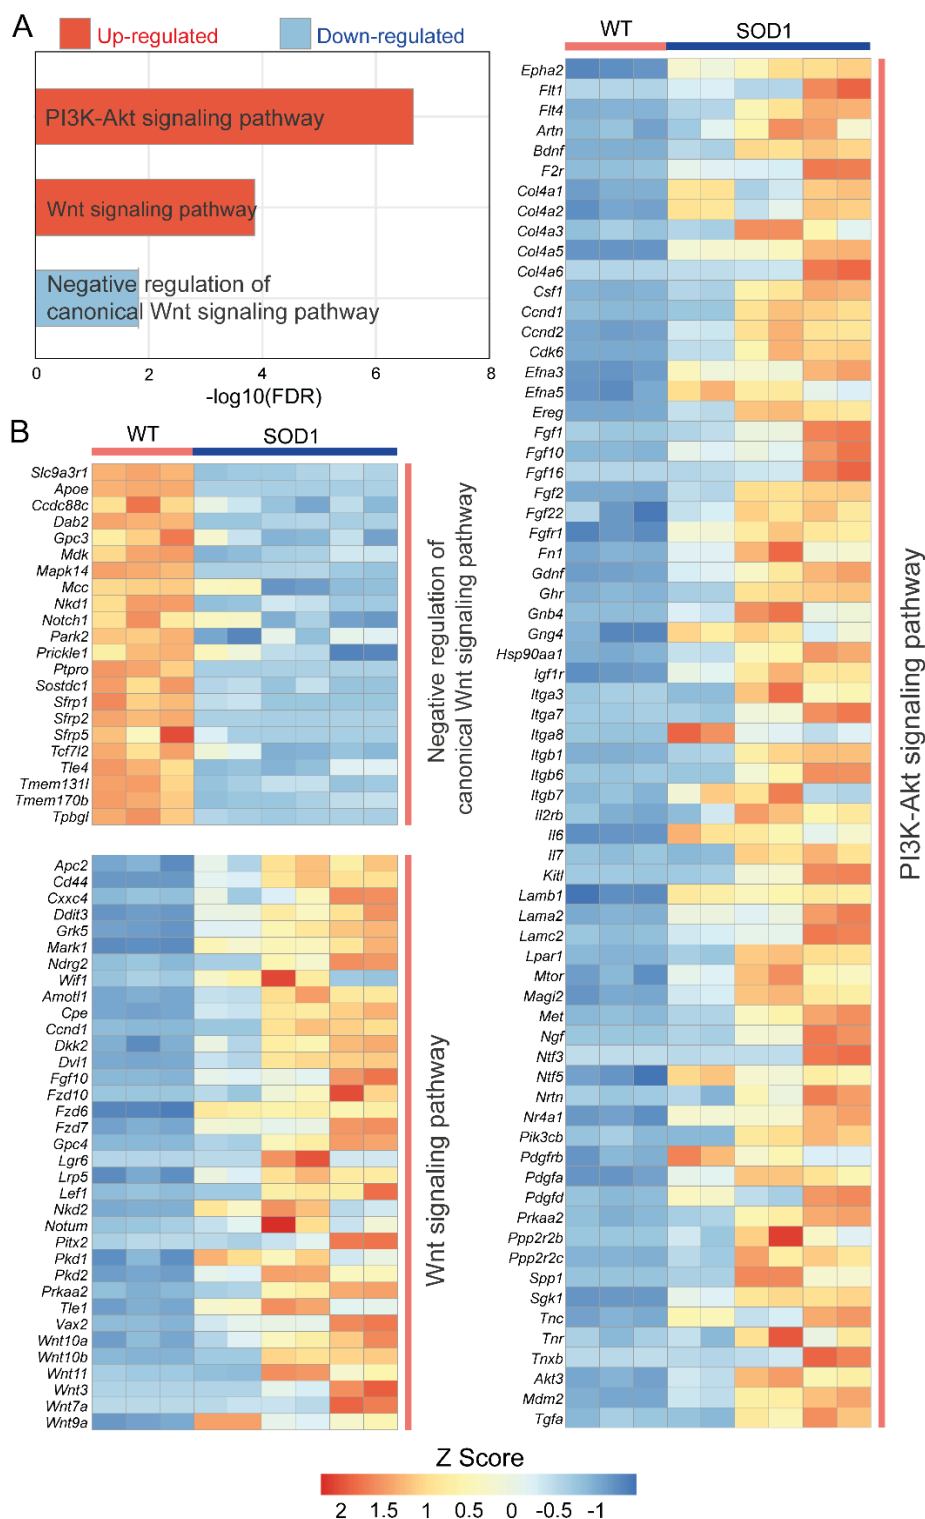 A
Up-regulated
Down-regulated
PI3K-Akt signaling pathway
Wnt signaling pathway
Negative regulation of
canonical Wnt signaling pathway
0 2 4 6 8
-log10(FDR)
B
WT SOD1
Slc9a3r1
Apoe
Ccdc88c
Dab2
Gpc3
Mdk
Mapk14
Mcc
Nkd1
Notch1
Park2
Prickle1
Ptpro
Sostdc1
Sfrp1
Sfrp2
Sfrp5
Tcf7l2
Tle4
Tmem131l
Tmem170b
Tpbgl
Negative regulation of
canonical Wnt signaling pathway
Apc2
Cd44
Cxxc4
Ddit3
Grk5
Mark1
Ndrg2
Wif1
Amotl1
Cpe
Ccnd1
Dkk2
Dvl1
Fgf10
Fzd10
Fzd6
Fzd7
Gpc4
Lgr6
Lrp5
Lef1
Nkd2
Notum
Pitx2
Pkd1
Pkd2
Prkaa2
Tle1
Vax2
Wnt10a
Wnt10b
Wnt11
Wnt3
Wnt7a
Wnt9a
Wnt signaling pathway
WT SOD1
Epha2
Flt1
Flt4
Artn
Bdnf
F2r
Col4a1
Col4a2
Col4a3
Col4a5
Col4a6
Csf1
Ccnd1
Ccnd2
Cdk6
Efna3
Efna5
Ereg
Fgf1
Fgf10
Fgf16
Fgf2
Fgf22
Fgfr1
Fn1
Gdnf
Ghr
Gnb4
Gng4
Hsp90aa1
Igf1r
Itga3
Itga7
Itga8
Itgb1
Itgb6
Itgb7
Il2rb
Il6
Il7
Kitl
Lamb1
Lama2
Lamc2
Lpar1
Mtor
Magi2
Met
Ngf
Ntf3
Ntf5
Nrtn
Nr4a1
Pik3cb
Pdgfrb
Pdgfa
Pdgfd
Prkaa2
Ppp2r2b
Ppp2r2c
Spp1
Sgk1
Tnc
Tnr
Tnxb
Akt3
Mdm2
Tgfa
PI3K-Akt signaling pathway
Z Score
2 1.5 1 0.5 0 -0.5 -1